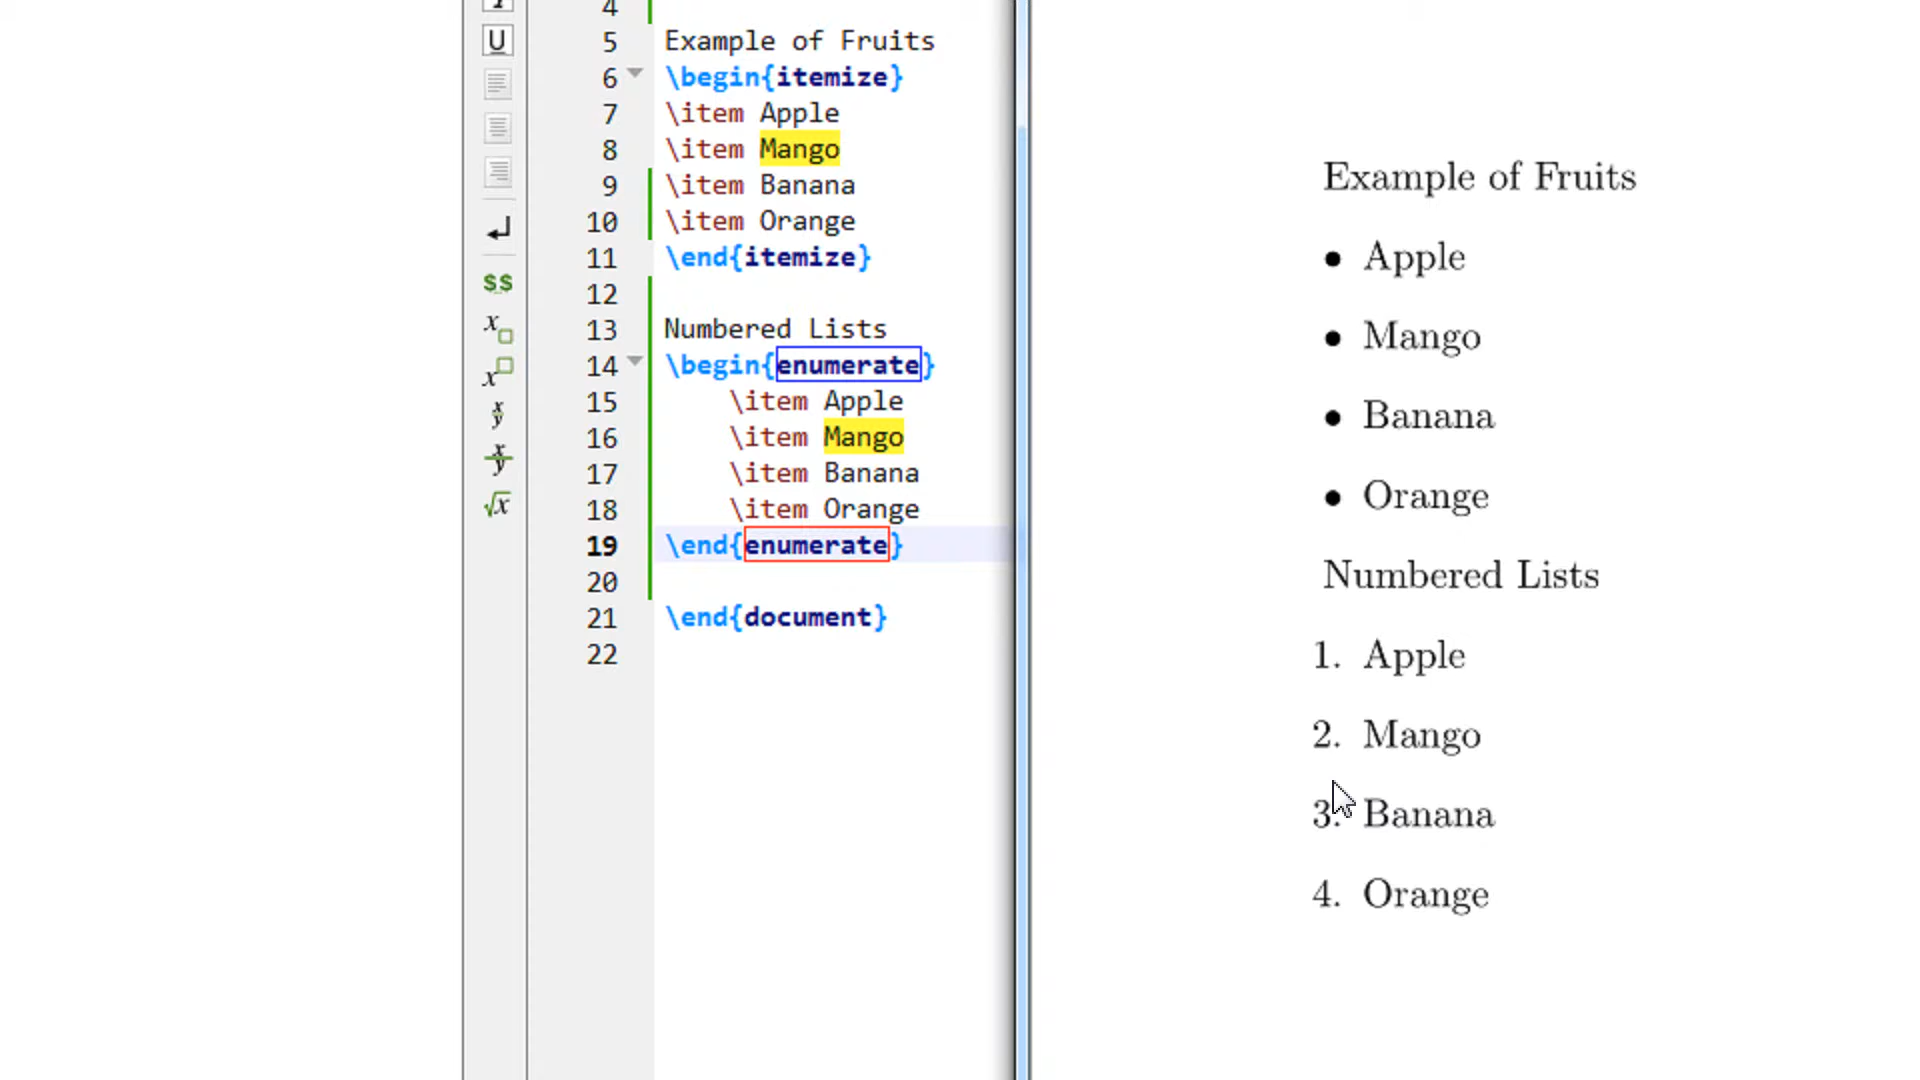 U
$$
x
x
x
y
x
y
√x
4
5 Example of Fruits
6 \begin{itemize}
7 \item Apple
8 \item Mango
9 \item Banana
10 \item Orange
11 \end{itemize}
12
13 Numbered Lists
14 \begin{enumerate}
15 \item Apple
16 \item Mango
17 \item Banana
18 \item Orange
19 \end{enumerate}
20
21 \end{document}
22
Example of Fruits
• Apple
• Mango
• Banana
• Orange
Numbered Lists
1. Apple
2. Mango
3. Banana
4. Orange